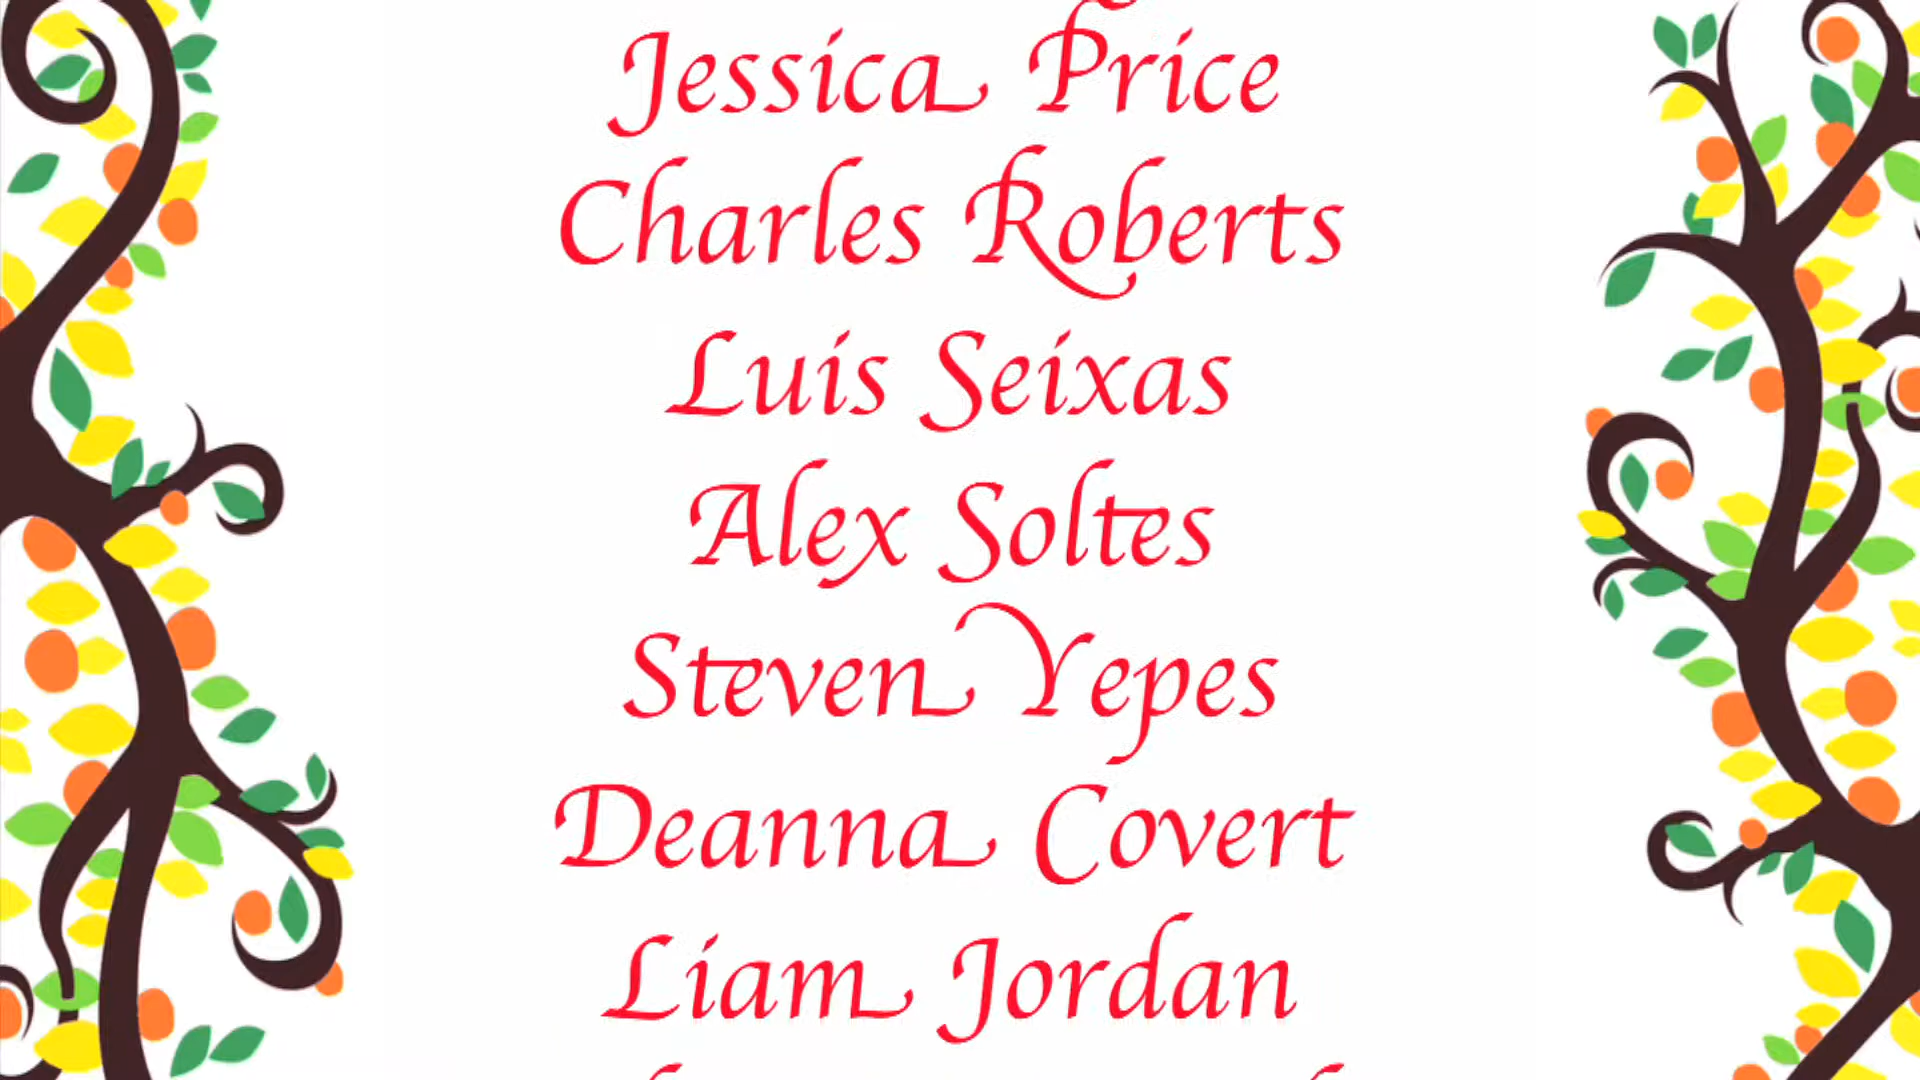 Jessica Price
Charles Roberts
Luis Seixas
Alex Soltes
Steven Yepes
Deanna Covert
Liam Jordan